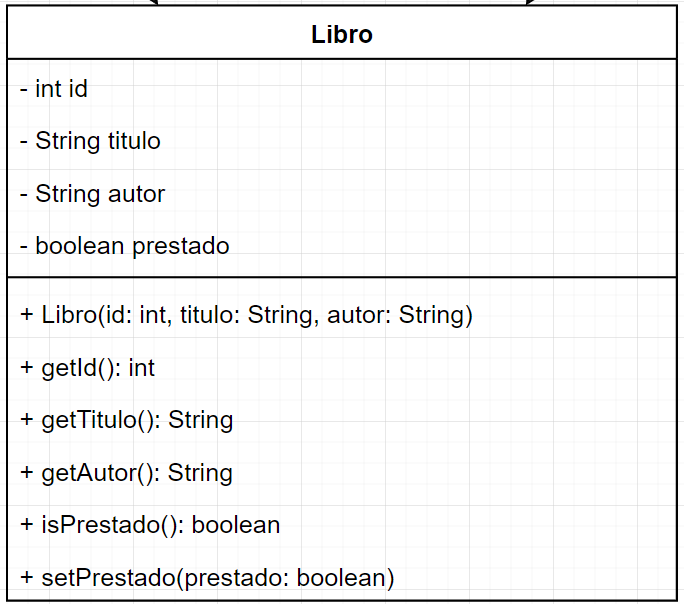 Libro
- int id
- String titulo
- String autor
- boolean prestado
+ Libro(id: int, titulo: String, autor: String)
+ getId(): int
+ getTitulo(): String
+ getAutor(): String
+ isPrestado(): boolean
+ setPrestado(prestado: boolean)